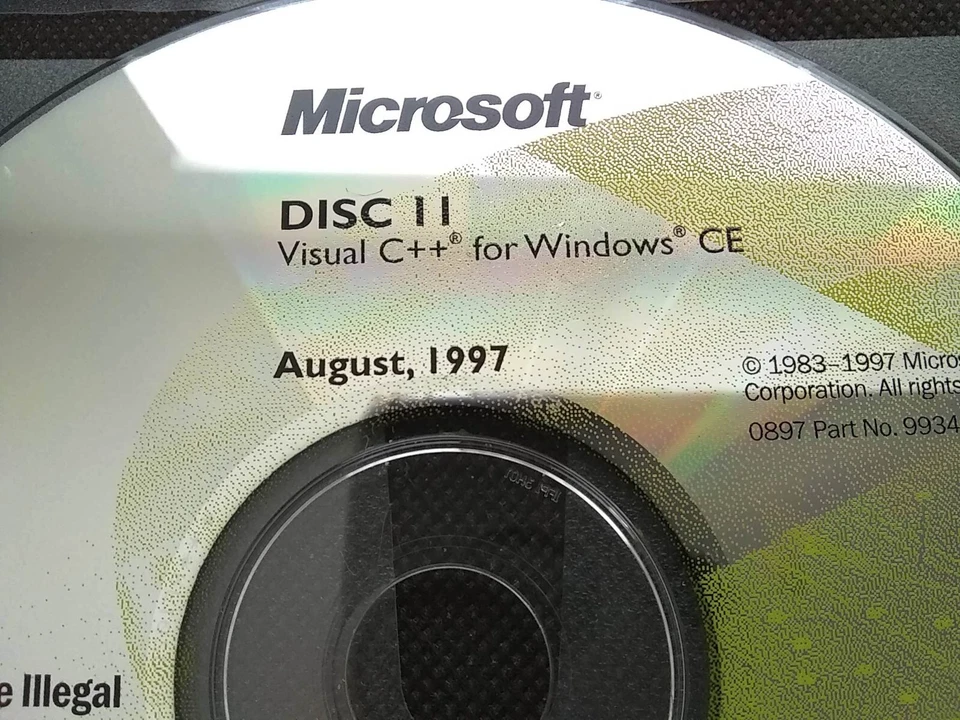 Microsoft®
DISC 11
Visual C++® for Windows® CE
August, 1997
© 1983–1997 Micros
Corporation. All rights
0897 Part No. 9934
e Illegal